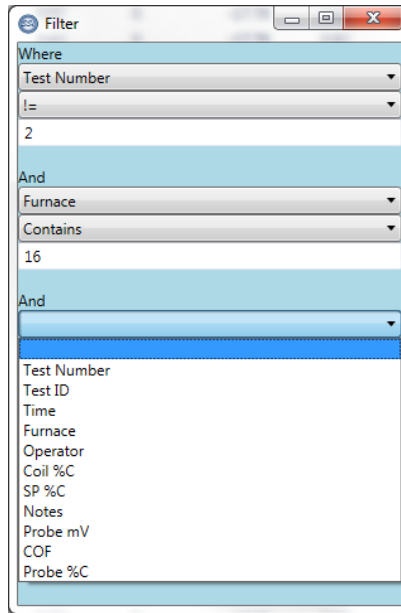 Filter
Where
Test Number
!=
2
And
Furnace
Contains
16
And
Test Number
Test ID
Time
Furnace
Operator
Coil %C
SP %C
Notes
Probe mV
COF
Probe %C